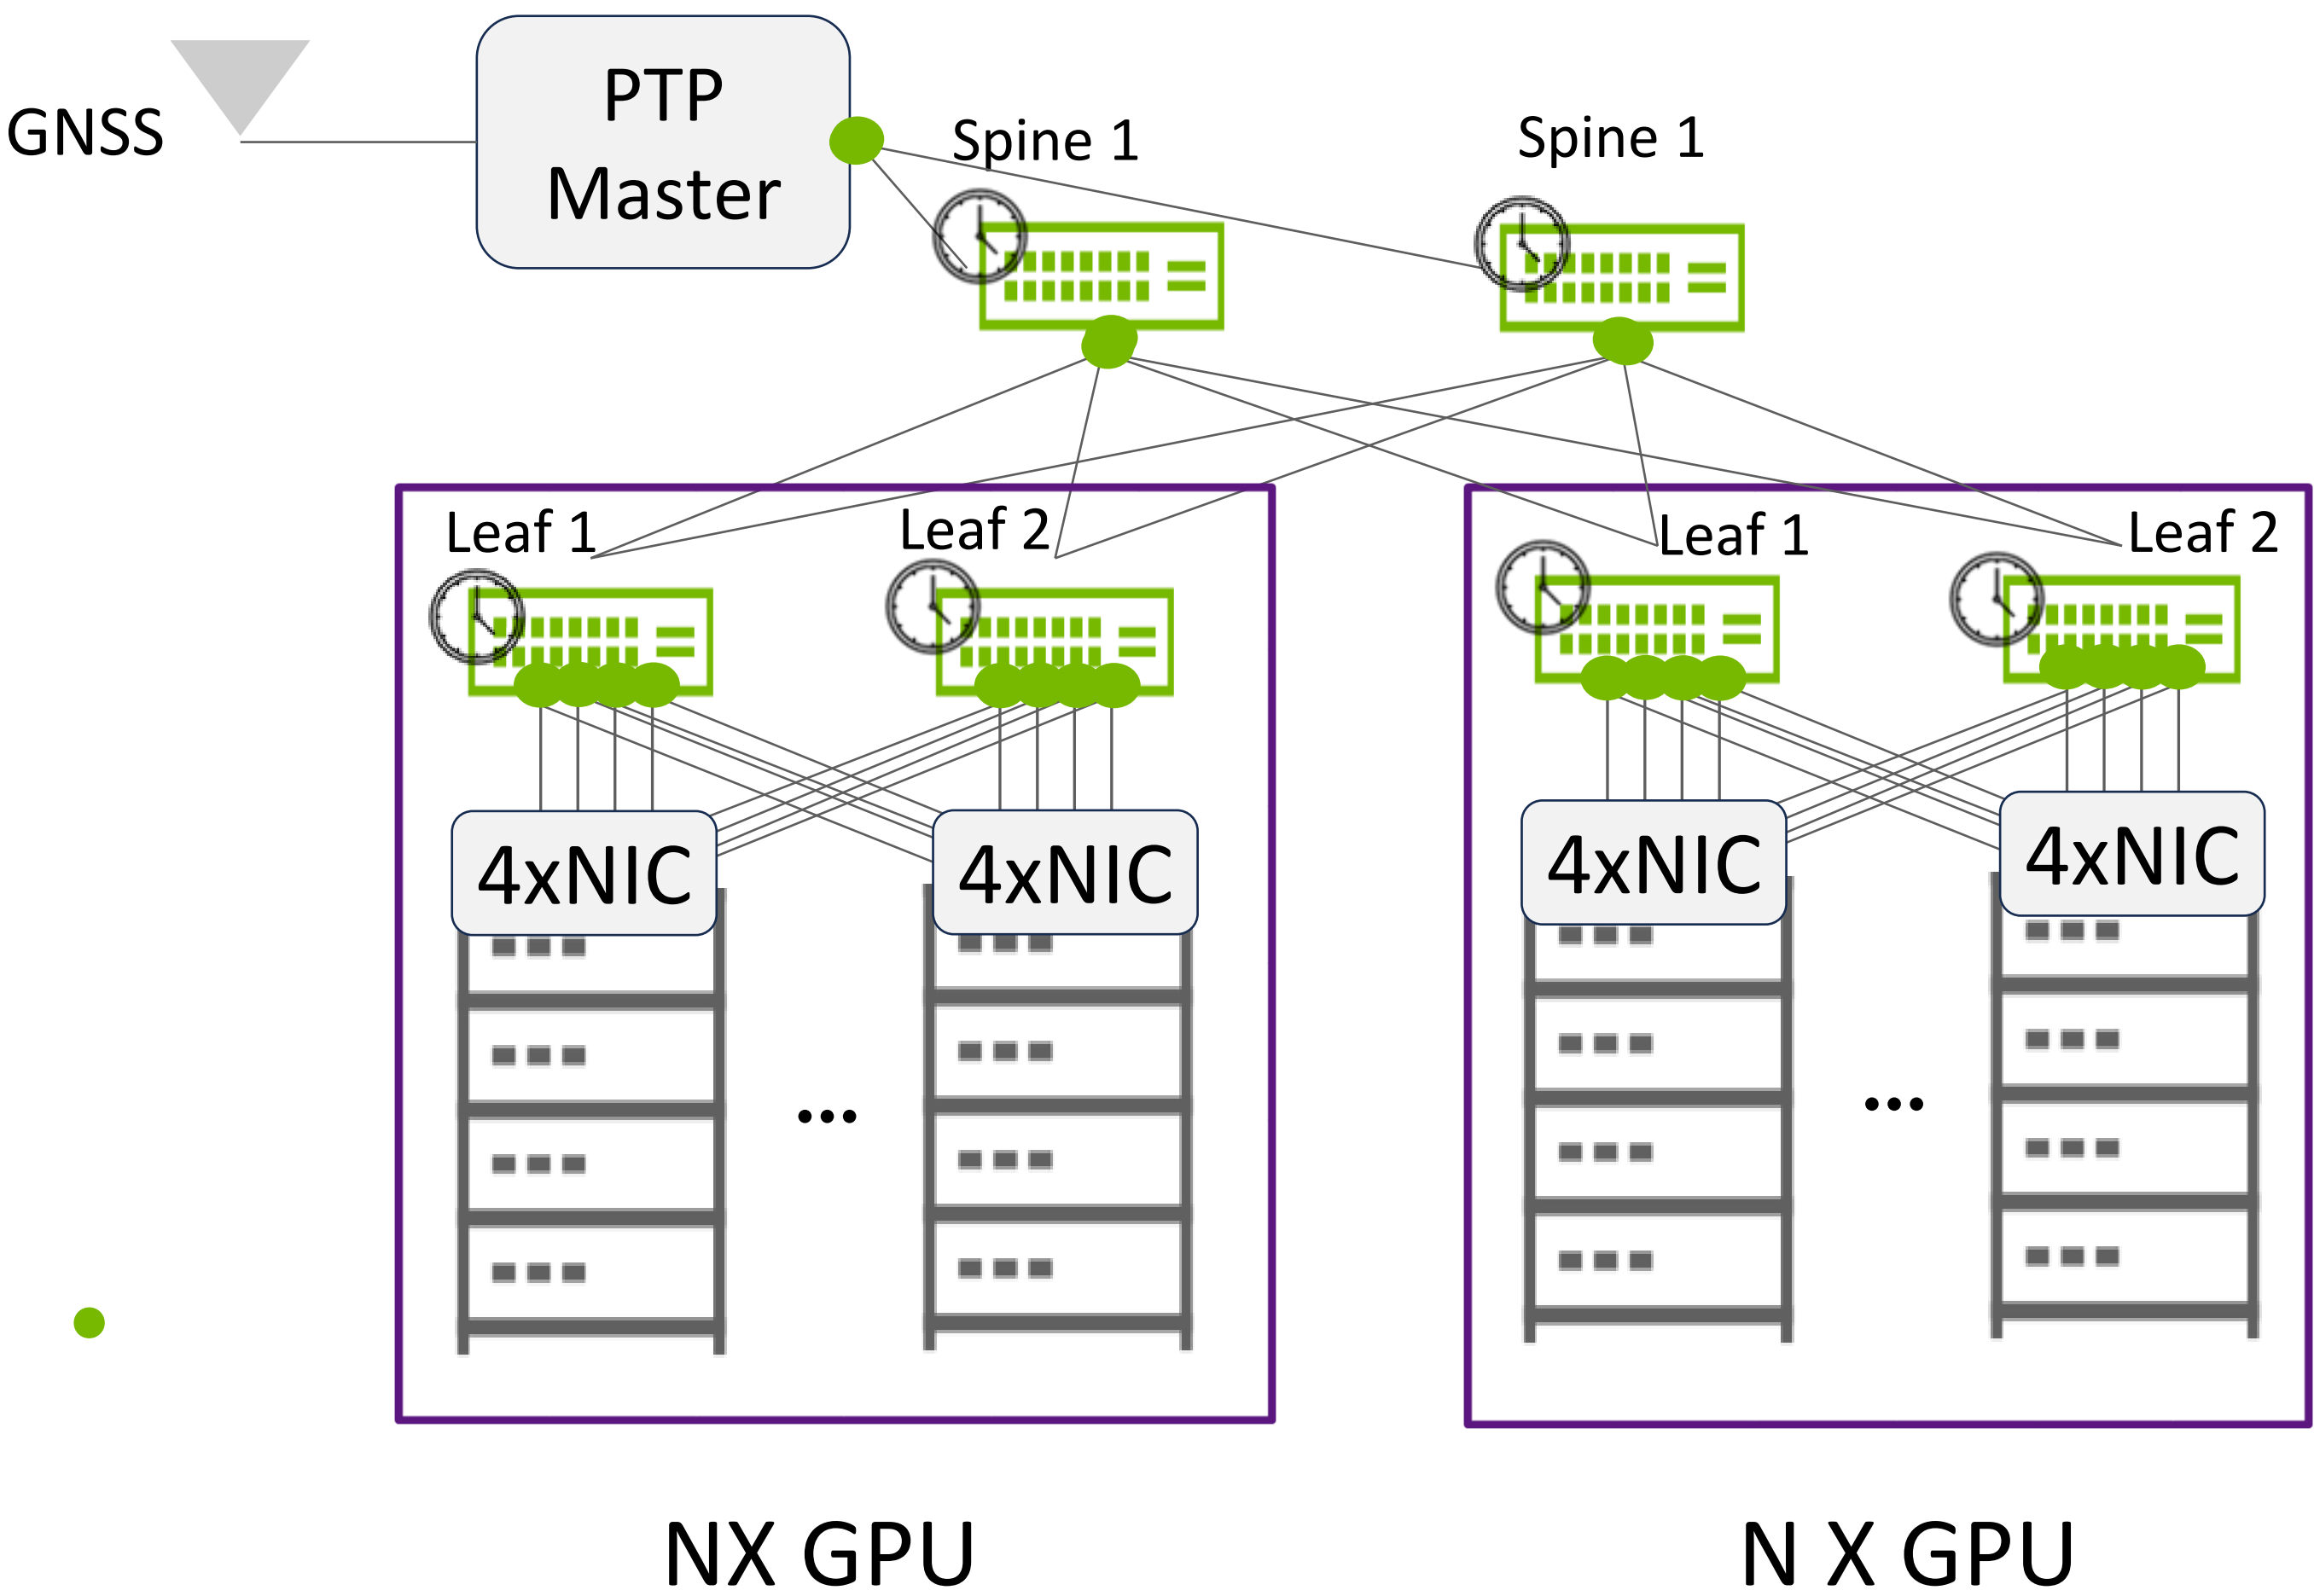 GNSS
PTP
Master
Spine 1
Spine 1
Leaf 1
Leaf 2
Leaf 1
Leaf 2
4xNIC
4xNIC
4xNIC
4xNIC
...
...
NX GPU
N X GPU